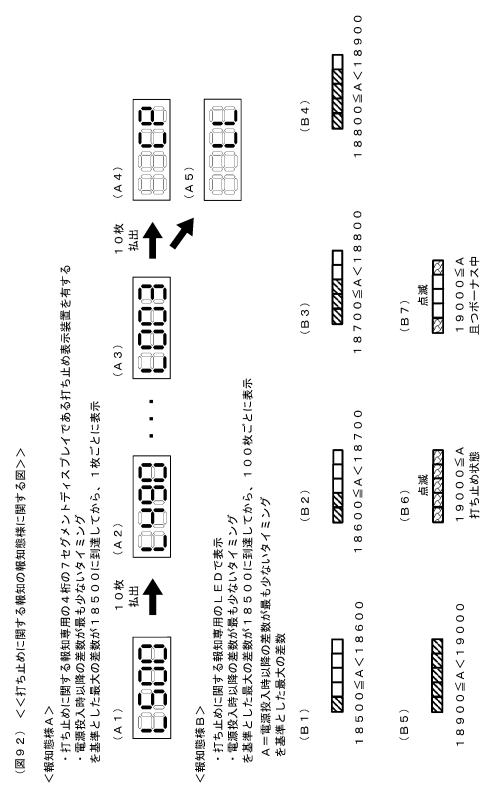 (図92) <<打ち止めに関する報知の報知態様に関する図>>
<報知態様A>
・打ち止めに関する報知専用の4桁の7セグメントディスプレイである打ち止め表示装置を有する
・電源投入時以降の差数が最も少ないタイミング
を基準とした最大の差数が18500に到達してから、1枚ごとに表示
(A1)
10枚
払出
(A2)
・・・
(A3)
10枚
払出
(A4)
(A5)
<報知態様B>
・打ち止めに関する報知専用のLEDで表示
・電源投入時以降の差数が最も少ないタイミング
を基準とした最大の差数が18500に到達してから、100枚ごとに表示
A=電源投入時以降の差数が最も少ないタイミング
を基準とした最大の差数
(B1)
18500≦A<18600
(B2)
18600≦A<18700
(B3)
18700≦A<18800
(B4)
18800≦A<18900
(B5)
18900≦A<19000
(B6)
点滅
19000≦A
打ち止め状態
(B7)
点滅
19000≦A
且つボーナス中